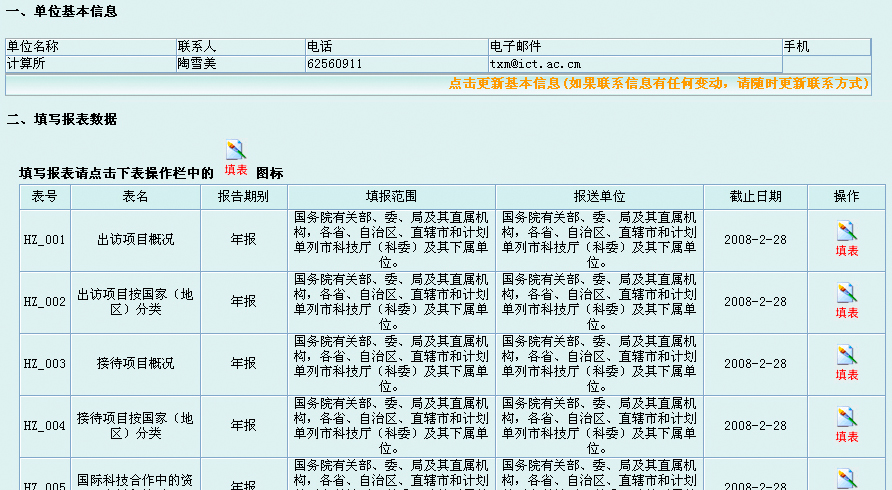 一、单位基本信息
单位名称 联系人 电话 电子邮件 手机
计算所 陶雪美 62560911 txm@ict.ac.cm
点击更新基本信息(如果联系信息有任何变动，请随时更新联系方式)
二、填写报表数据
填写报表请点击下表操作栏中的 填表 图标
表号 表名 报告期别 填报范围 报送单位 截止日期 操作
国务院有关部、委、局及其直属机 国务院有关部、委、局及其直属机
构，各省、自治区、直辖市和计划 构，各省、自治区、直辖市和计划
HZ_001 出访项目概况 年报 单列市科技厅（科委）及其下属单 单列市科技厅（科委）及其下属单 2008-2-28 填表
位。 位。
国务院有关部、委、局及其直属机 国务院有关部、委、局及其直属机
出访项目按国家（地 构，各省、自治区、直辖市和计划 构，各省、自治区、直辖市和计划
HZ_002 区）分类 年报 单列市科技厅（科委）及其下属单 单列市科技厅（科委）及其下属单 2008-2-28 填表
位。 位。
国务院有关部、委、局及其直属机 国务院有关部、委、局及其直属机
构，各省、自治区、直辖市和计划 构，各省、自治区、直辖市和计划
HZ_003 接待项目概况 年报 单列市科技厅（科委）及其下属单 单列市科技厅（科委）及其下属单 2008-2-28 填表
位。 位。
国务院有关部、委、局及其直属机 国务院有关部、委、局及其直属机
接待项目按国家（地 构，各省、自治区、直辖市和计划 构，各省、自治区、直辖市和计划
HZ_004 区）分类 年报 单列市科技厅（科委）及其下属单 单列市科技厅（科委）及其下属单 2008-2-28 填表
位。 位。
国务院有关部、委、局及其直属机 国务院有关部、委、局及其直属机
国际科技合作中的资 构，各省、自治区、直辖市和计划 构，各省、自治区、直辖市和计划
HZ_005 年报 2008-2-28